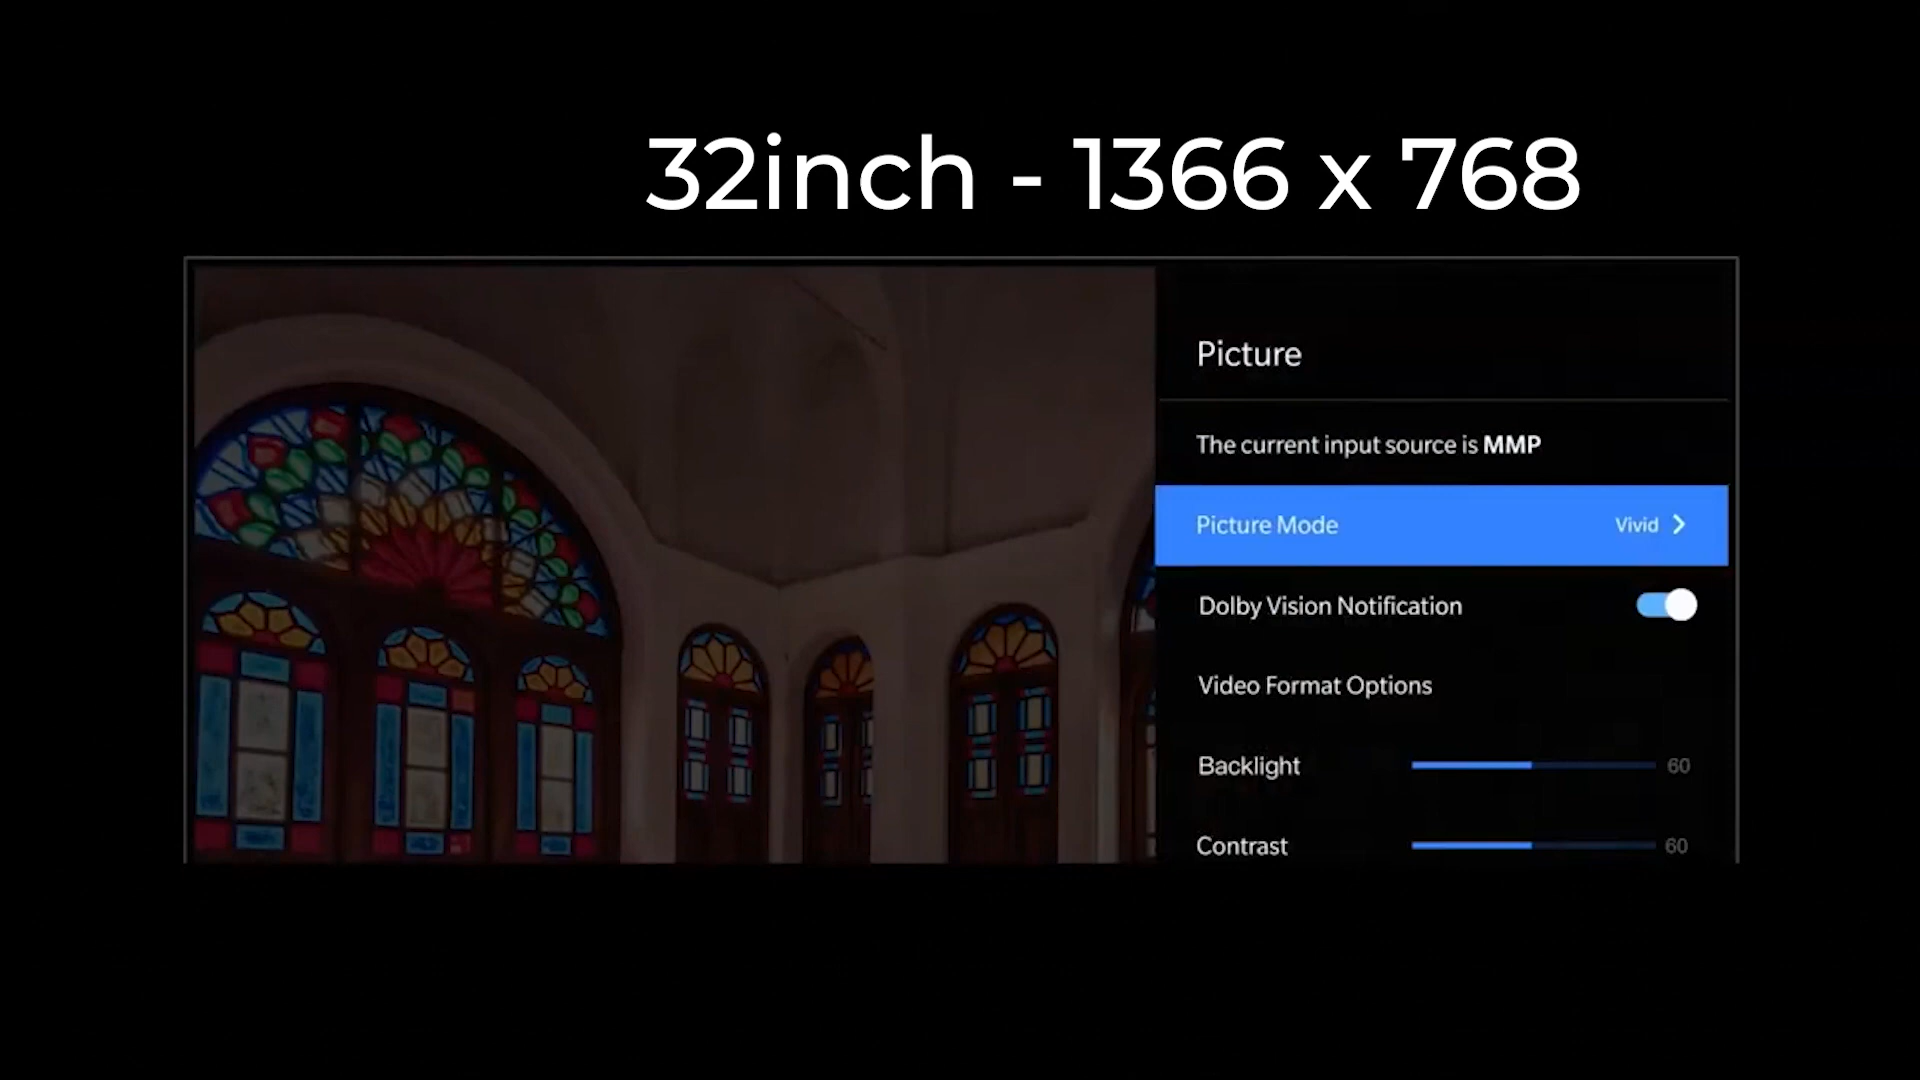 32inch - 1366 x 768
Picture
The current input source is MMP
Picture Mode Vivid
Dolby Vision Notification
Video Format Options
Backlight 60
Contrast 60